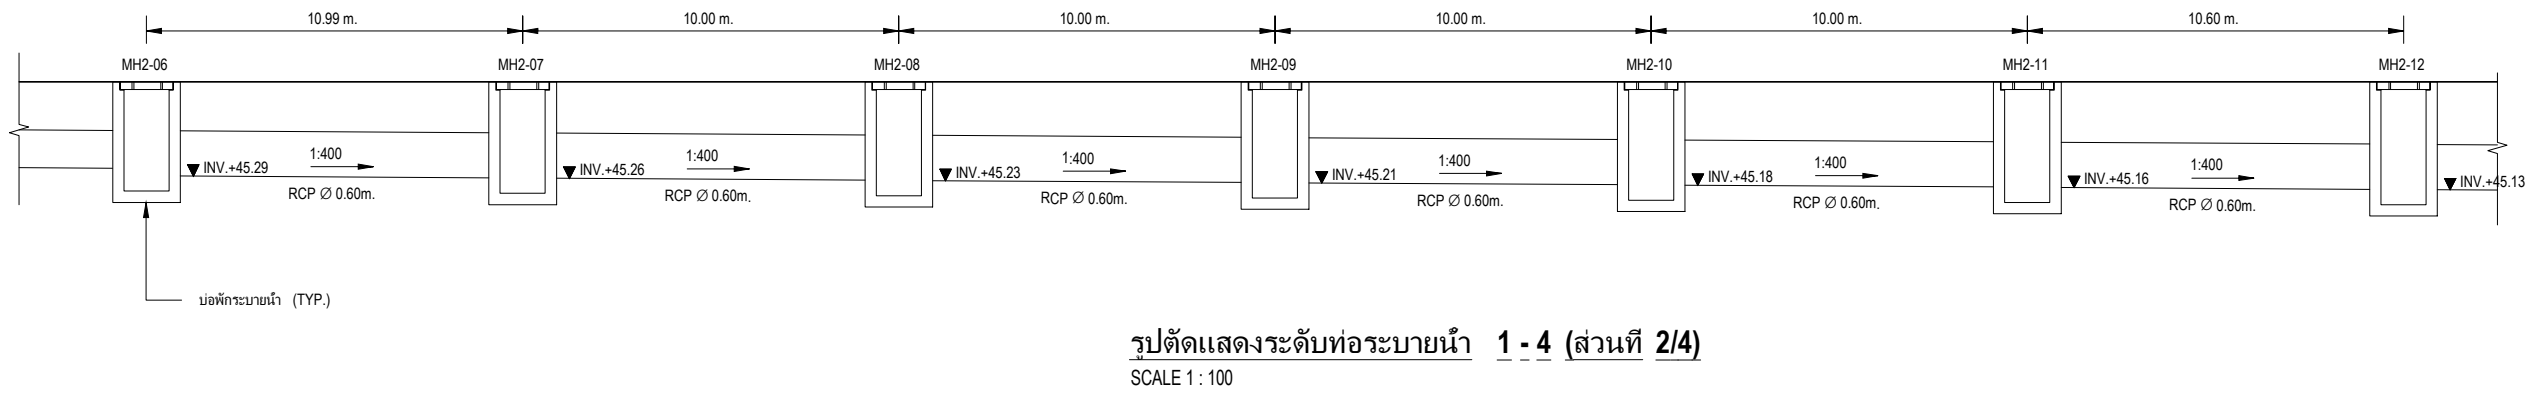 10.99 m. 10.00 m. 10.00 m. 10.00 m. 10.00 m. 10.60 m.
MH2-06 MH2-07 MH2-08 MH2-09 MH2-10 MH2-11 MH2-12
1:400 1:400 1:400 1:400 1:400 1:400
INV.+45.29 INV.+45.26 INV.+45.23 INV.+45.21 INV.+45.18 INV.+45.16 INV.+45.13
RCP Ø 0.60m. RCP Ø 0.60m. RCP Ø 0.60m. RCP Ø 0.60m. RCP Ø 0.60m. RCP Ø 0.60m.
บ่อพักระบายน้ำ (TYP.)
รูปตัดแสดงระดับท่อระบายน้ำ 1 - 4 (ส่วนที่ 2/4)
SCALE 1 : 100